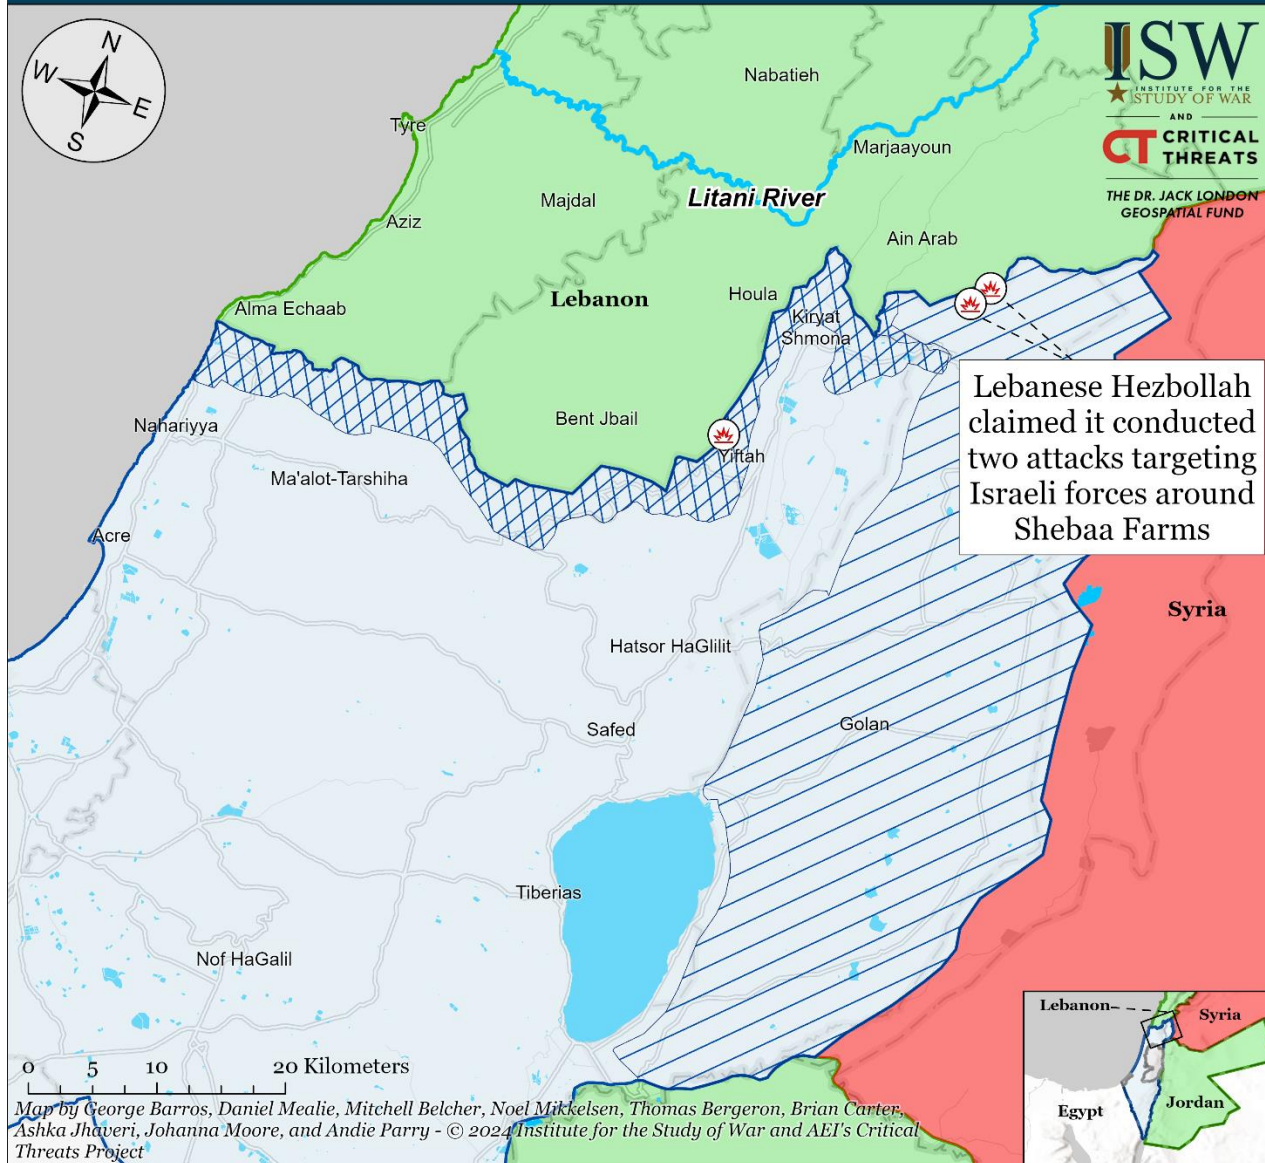 N
W
E
S
ISW
INSTITUTE FOR THE
STUDY OF WAR
AND
CT CRITICAL
THREATS
THE DR. JACK LONDON
GEOSPATIAL FUND
Nabatieh
Tyre
Marjaayoun
Majdal
Litani River
Aziz
Ain Arab
Houla
Lebanon
Alma Echaab
Kiryat
Shmona
Lebanese Hezbollah
claimed it conducted
two attacks targeting
Israeli forces around
Shebaa Farms
Bent Jbail
Nahariyya
Yiftah
Ma'alot-Tarshiha
Acre
Syria
Hatsor HaGlilit
Safed
Golan
Tiberias
Nof HaGalil
Lebanon
Syria
Egypt
Jordan
0 5 10 20 Kilometers
Map by George Barros, Daniel Mealie, Mitchell Belcher, Noel Mikkelsen, Thomas Bergeron, Brian Carter,
Ashka Jhaveri, Johanna Moore, and Andie Parry - © 2024 Institute for the Study of War and AEI's Critical
Threats Project